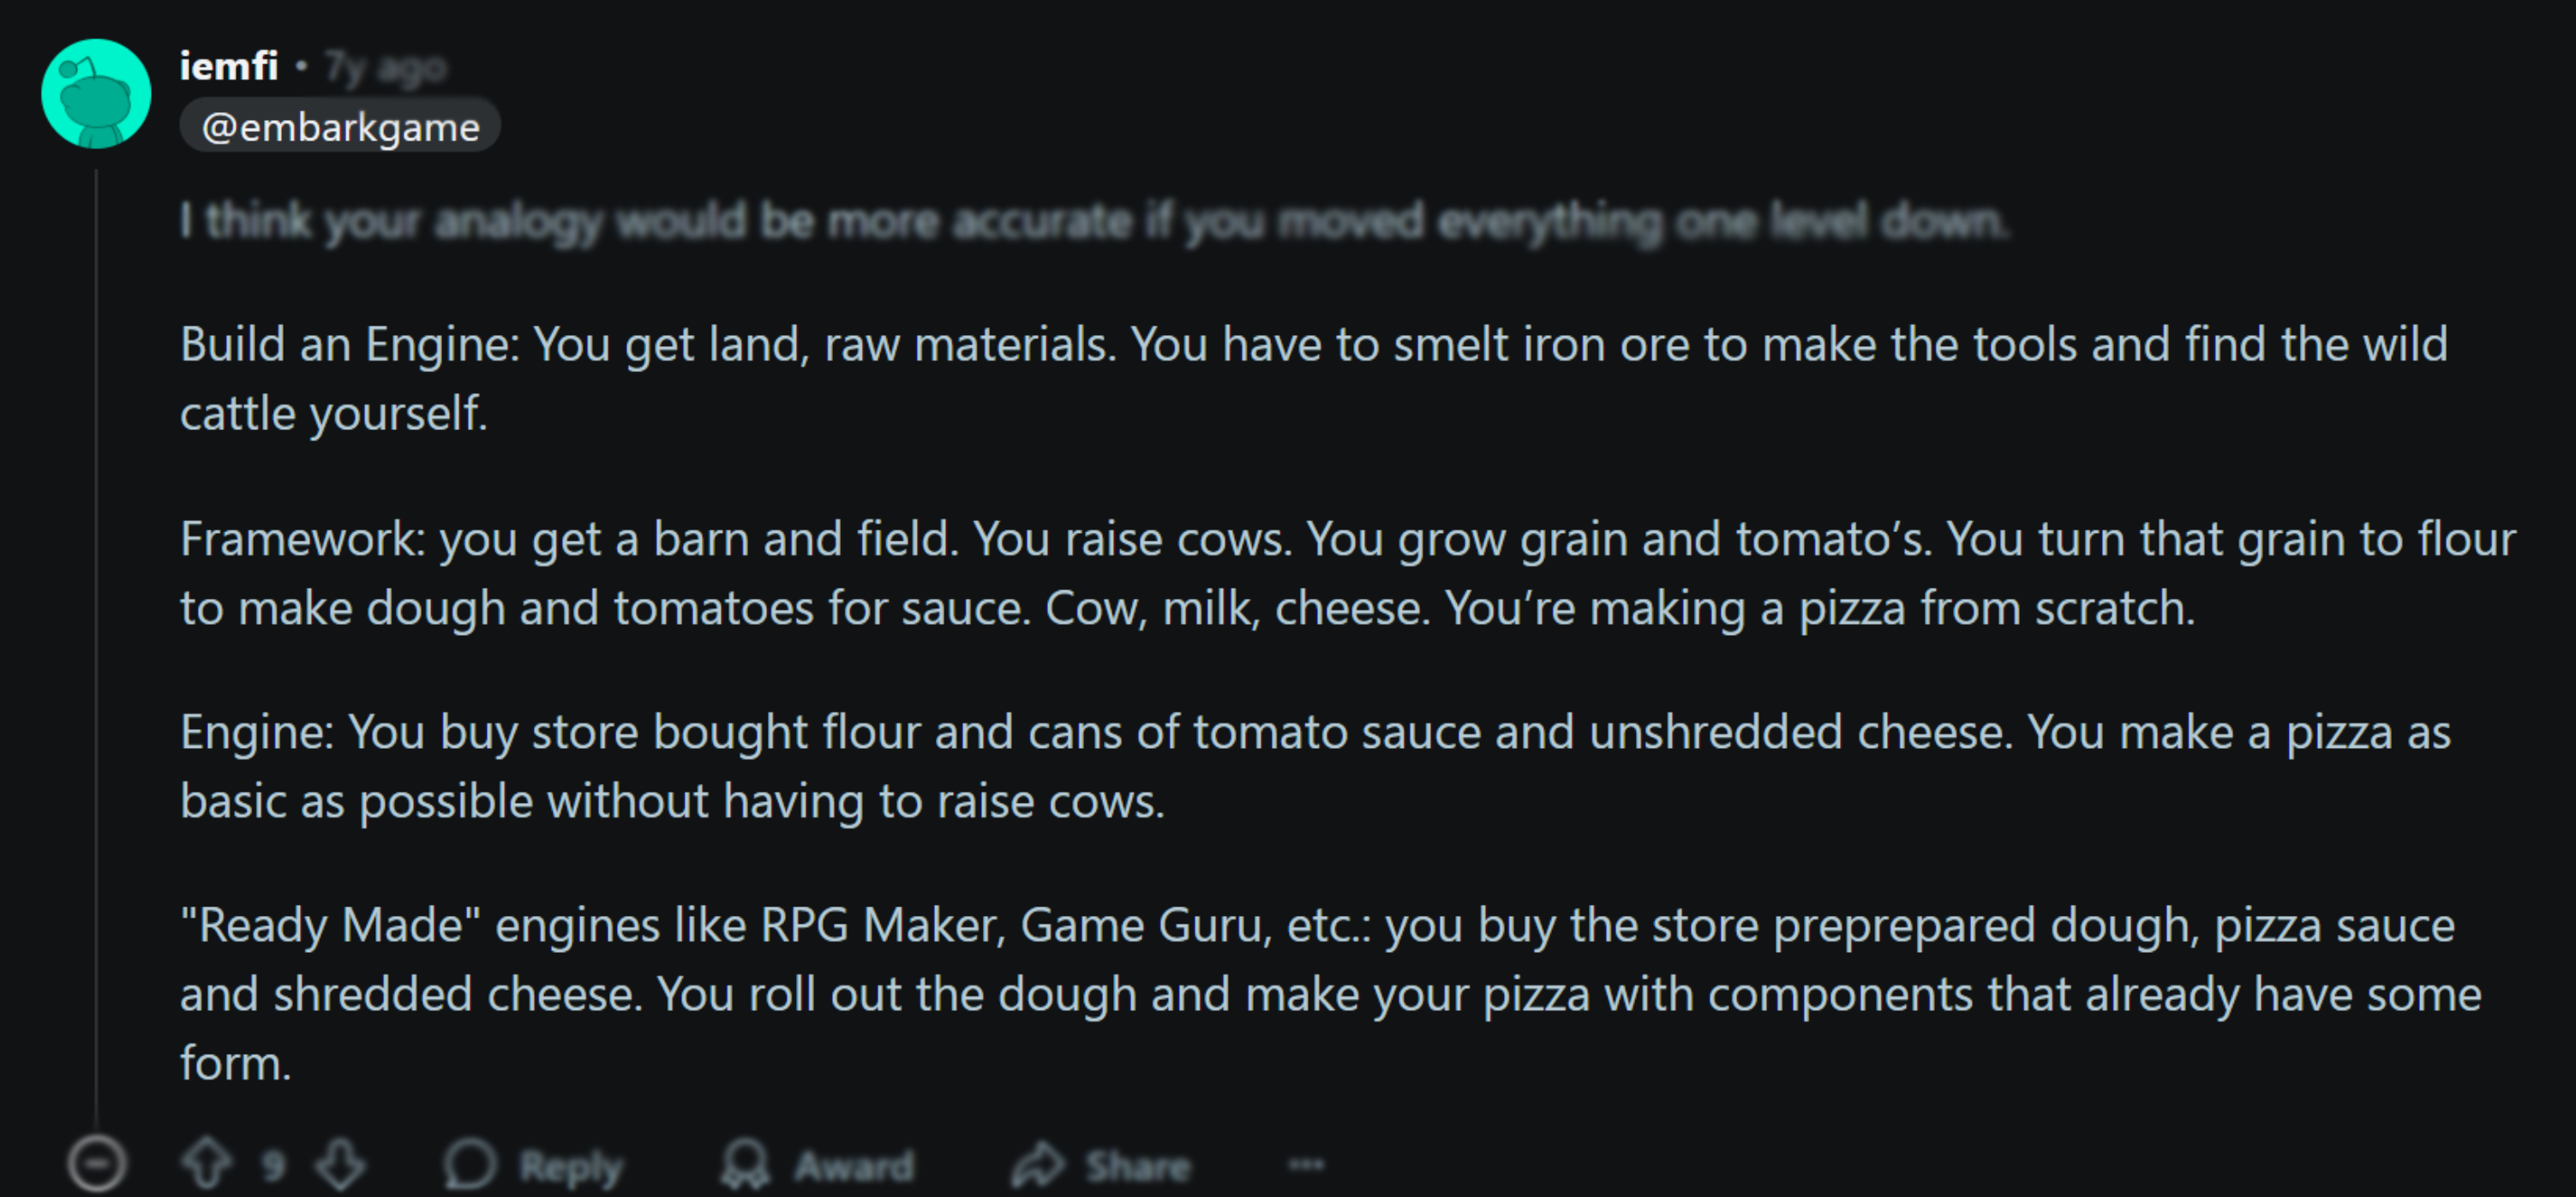 iemfi • 7y ago
@embarkgame
I think your analogy would be more accurate if you moved everything one level down.
Build an Engine: You get land, raw materials. You have to smelt iron ore to make the tools and find the wild
cattle yourself.
Framework: you get a barn and field. You raise cows. You grow grain and tomato’s. You turn that grain to flour
to make dough and tomatoes for sauce. Cow, milk, cheese. You’re making a pizza from scratch.
Engine: You buy store bought flour and cans of tomato sauce and unshredded cheese. You make a pizza as
basic as possible without having to raise cows.
"Ready Made" engines like RPG Maker, Game Guru, etc.: you buy the store preprepared dough, pizza sauce
and shredded cheese. You roll out the dough and make your pizza with components that already have some
form.
9 Reply Award Share ...